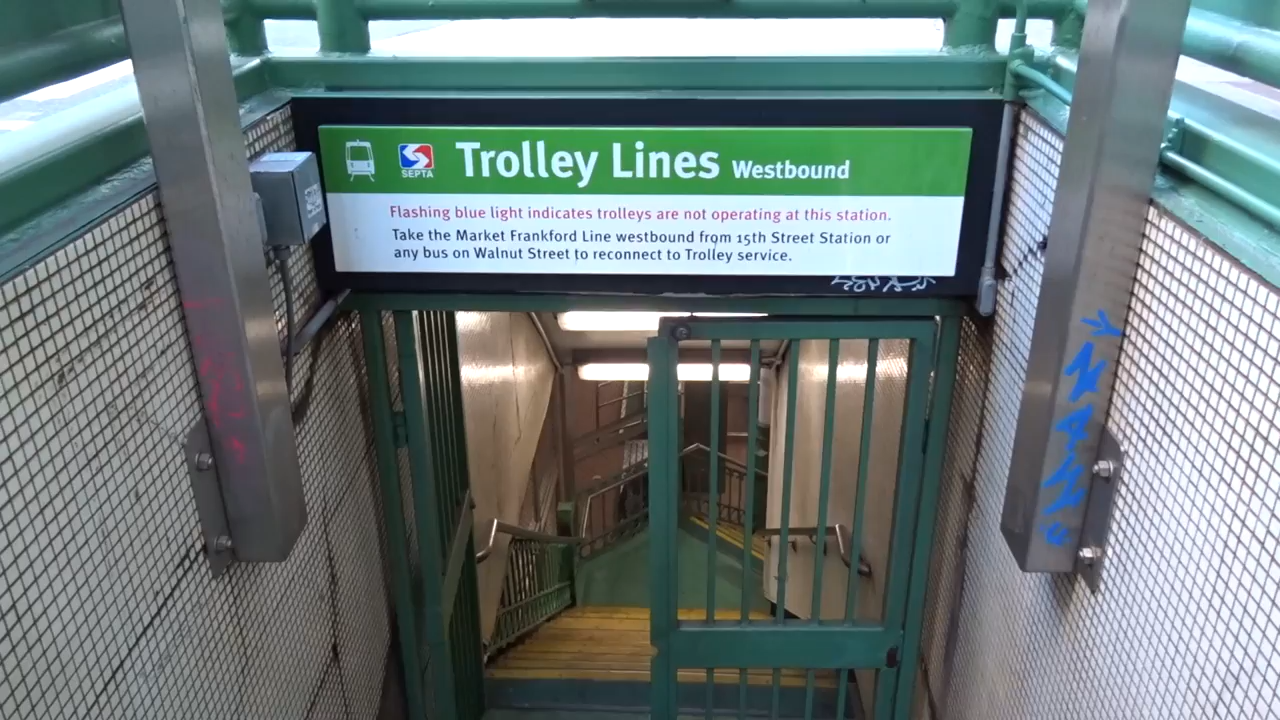 Trolley Lines Westbound
SEPTA
Flashing blue light indicates trolleys are not operating at this station.
Take the Market Frankford Line westbound from 15th Street Station or
any bus on Walnut Street to reconnect to Trolley service.